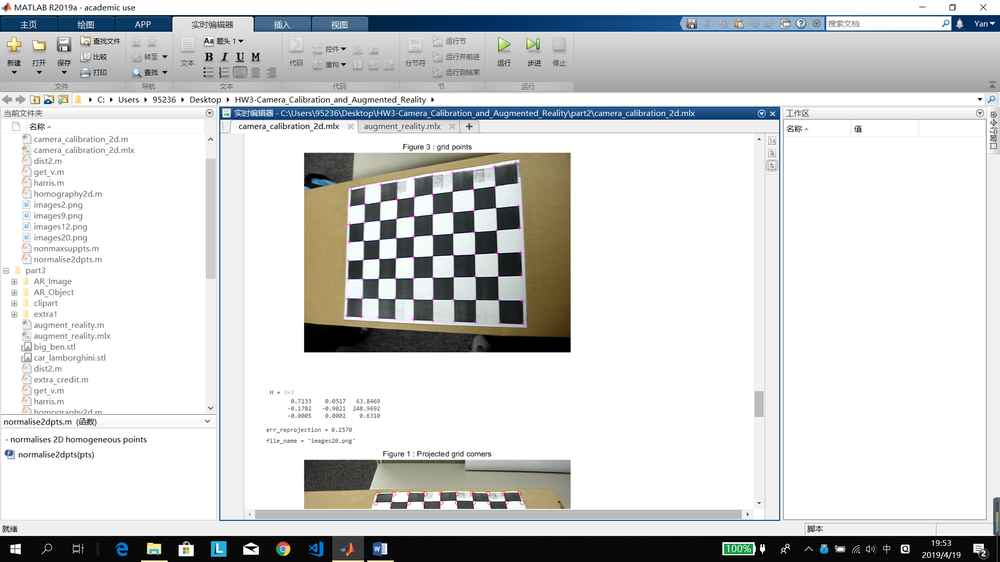 MATLAB R2019a - academic use
主页 绘图 APP 实时编辑器 插入 视图
搜索文档 Yan
新建 打开 保存 查找文件 比较 打印
转至 查找
文本 Aa 题头 1 B I U M
代码 控件 重构
分节符 运行节 运行并前进 运行到结束
运行 步进 停止
文件 导航 文本 代码 节 运行
C: Users 95236 Desktop HW3-Camera_Calibration_and_Augmented_Reality
当前文件夹
名称
camera_calibration_2d.m
camera_calibration_2d.mlx
dist2.m
get_v.m
harris.m
homography2d.m
images2.png
images9.png
images12.png
images20.png
nonmaxsuppts.m
normalise2dpts.m
part3
AR_Image
AR_Object
clipart
extra1
augment_reality.m
augment_reality.mlx
big_ben.stl
car_lamborghini.stl
dist2.m
extra_credit.m
get_v.m
harris.m
homography2d.m
normalise2dpts.m (函数)
- normalises 2D homogeneous points
normalise2dpts(pts)
实时编辑器 - C:\Users\95236\Desktop\HW3-Camera_Calibration_and_Augmented_Reality\part2\camera_calibration_2d.mlx
camera_calibration_2d.mlx augment_reality.mlx
Figure 3 : grid points
H = 3×3
0.7133 0.0517 63.8469
-0.1782 -0.9021 248.9692
-0.0005 0.0002 0.6310
err_reprojection = 0.2570
file_name = 'images20.png'
Figure 1 : Projected grid corners
工作区
名称 值
命令行窗口
就绪 脚本
100% 中 19:53
2019/4/19 2